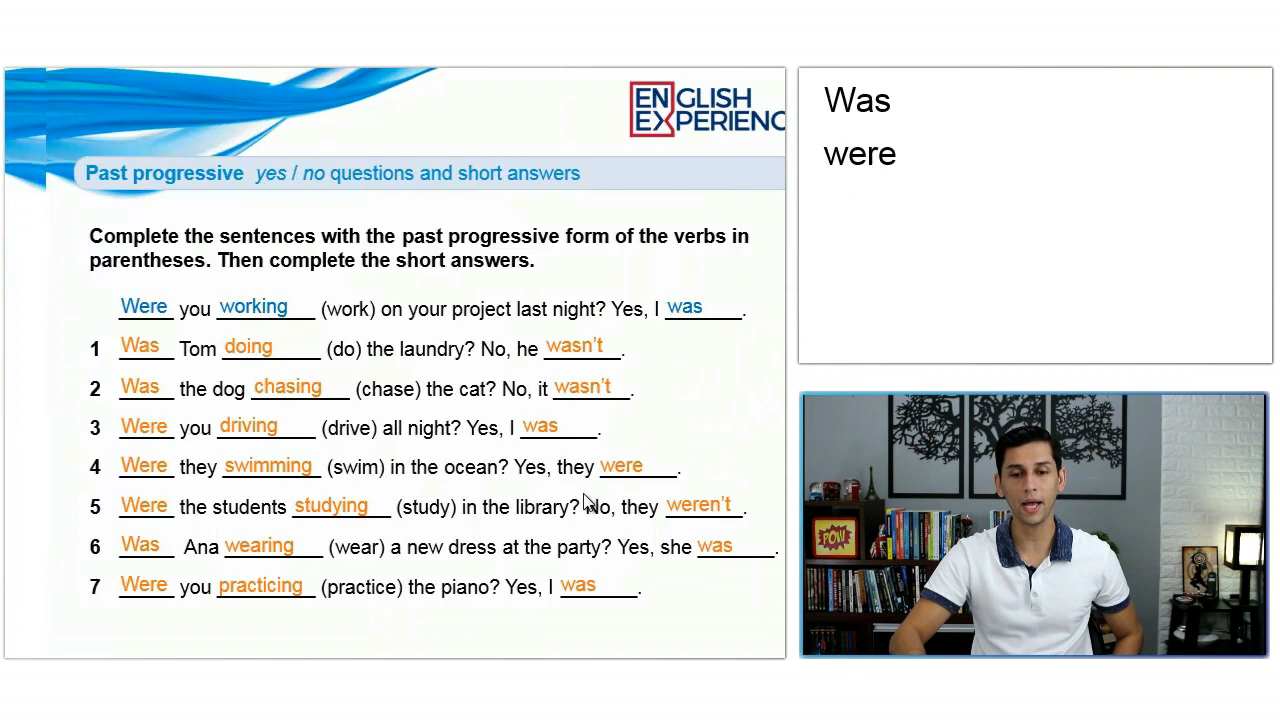 ENGLISH
EXPERIENC
Past progressive yes / no questions and short answers
Complete the sentences with the past progressive form of the verbs in
parentheses. Then complete the short answers.
Were you working (work) on your project last night? Yes, I was.
1 Was Tom doing (do) the laundry? No, he wasn't.
2 Was the dog chasing (chase) the cat? No, it wasn't.
3 Were you driving (drive) all night? Yes, I was.
4 Were they swimming (swim) in the ocean? Yes, they were.
5 Were the students studying (study) in the library? No, they weren't.
6 Was Ana wearing (wear) a new dress at the party? Yes, she was.
7 Were you practicing (practice) the piano? Yes, I was.
Was
were
POW